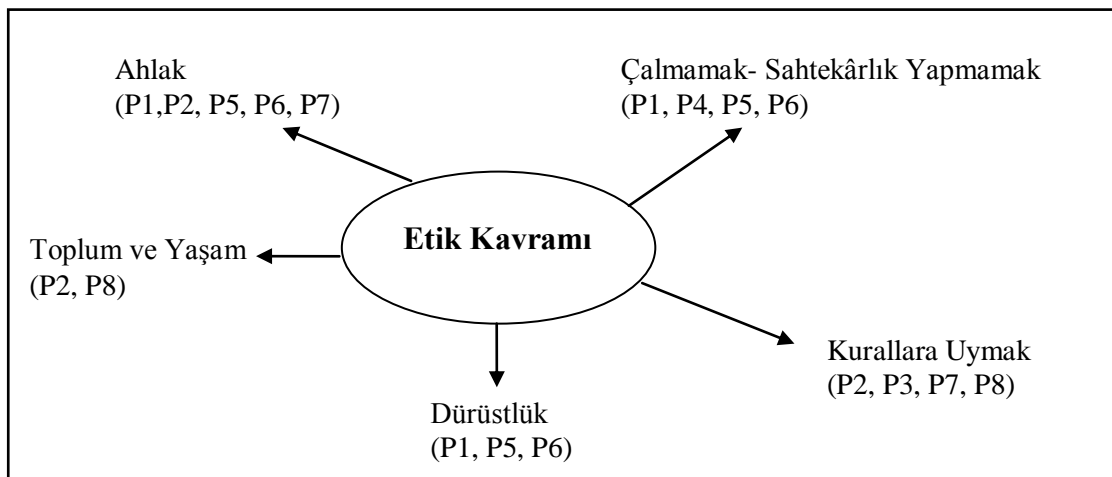 Ahlak
(P1,P2, P5, P6, P7)
Çalmamak- Sahtekârlık Yapmamak
(P1, P4, P5, P6)
Etik Kavramı
Toplum ve Yaşam
(P2, P8)
Kurallara Uymak
(P2, P3, P7, P8)
Dürüstlük
(P1, P5, P6)